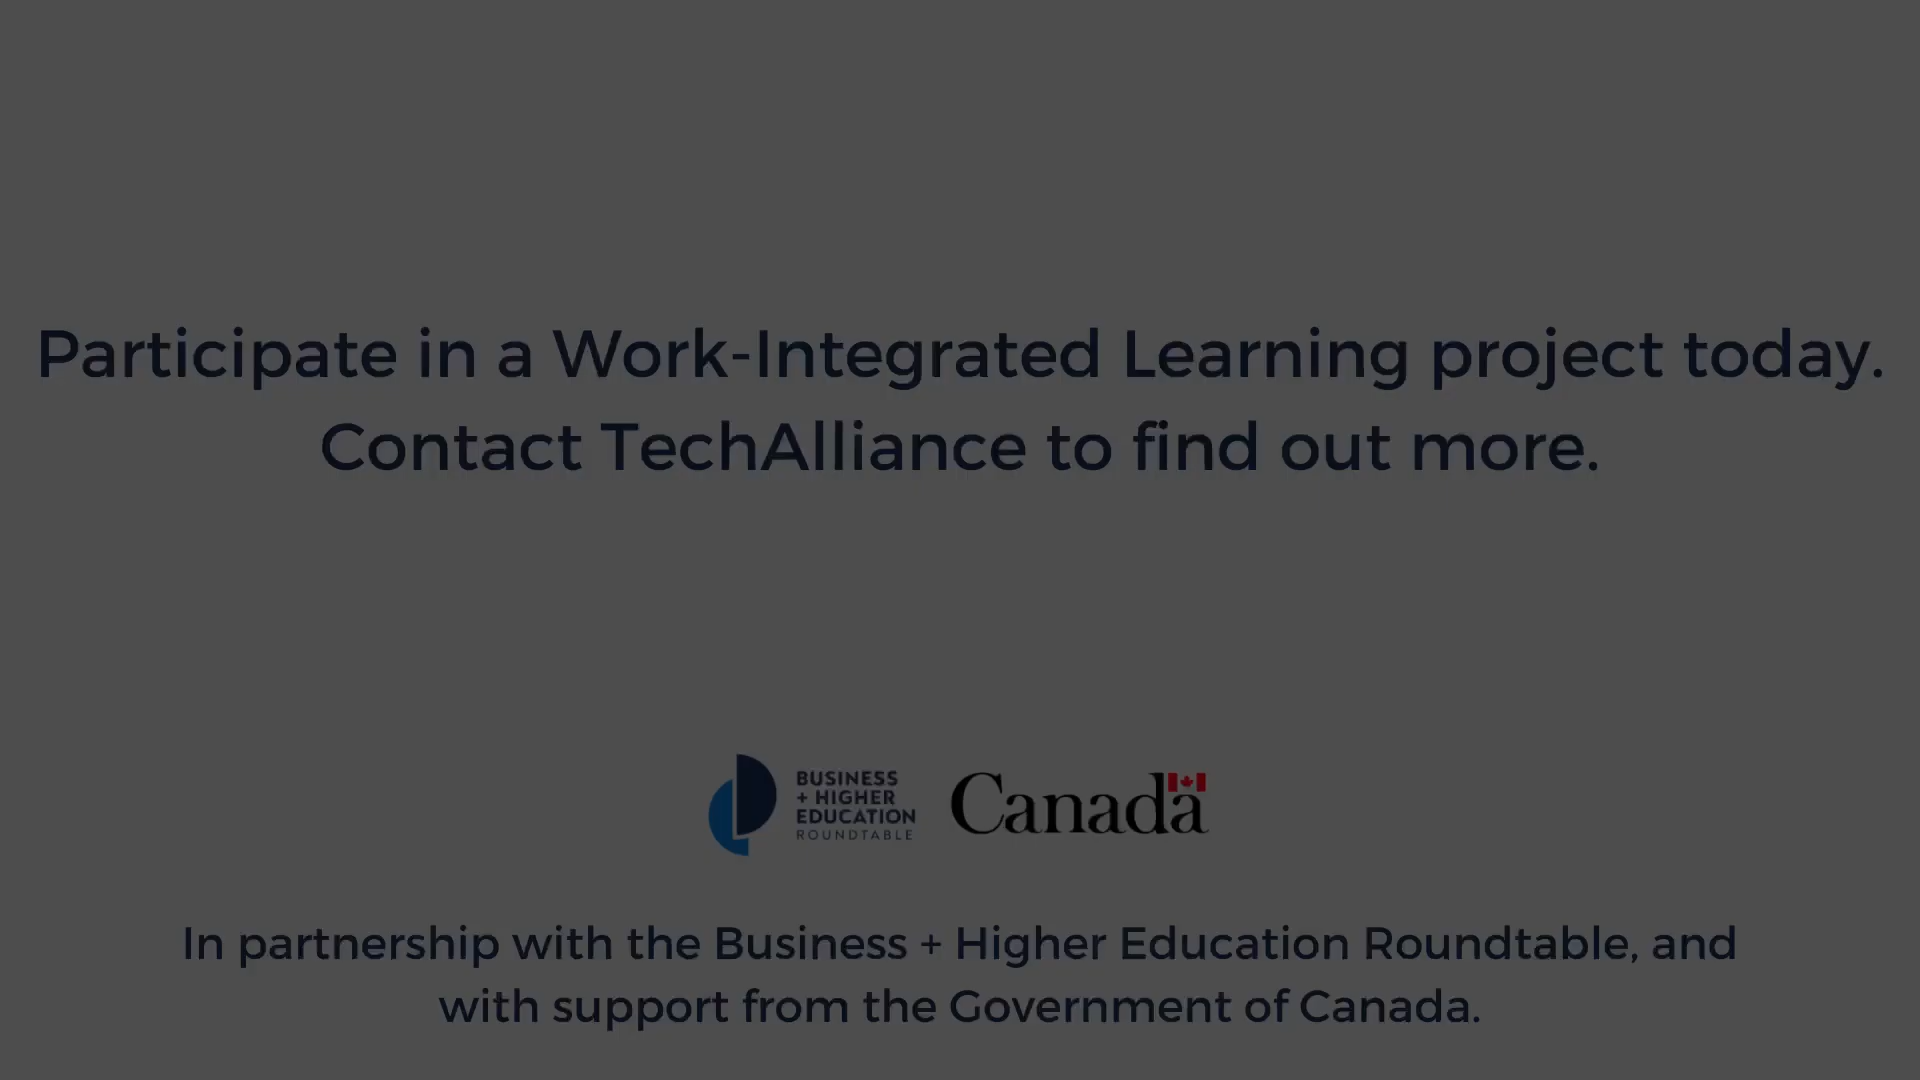 Participate in a Work-Integrated Learning project today.
Contact TechAlliance to find out more.
BUSINESS
+ HIGHER
EDUCATION
ROUNDTABLE
Canada
In partnership with the Business + Higher Education Roundtable, and
with support from the Government of Canada.